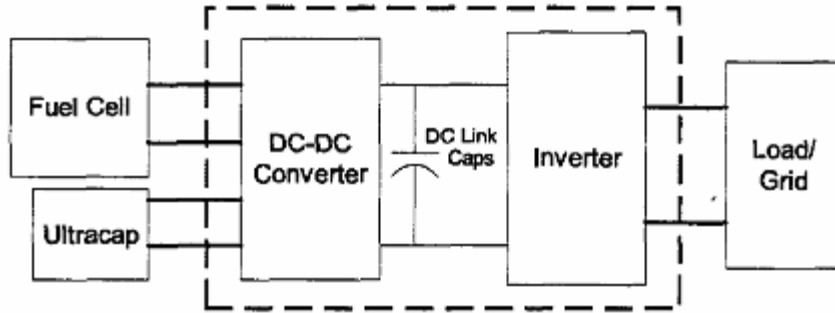 Fuel Cell
Ultracap
DC-DC
Converter
DC Link
Caps
Inverter
Load/
Grid